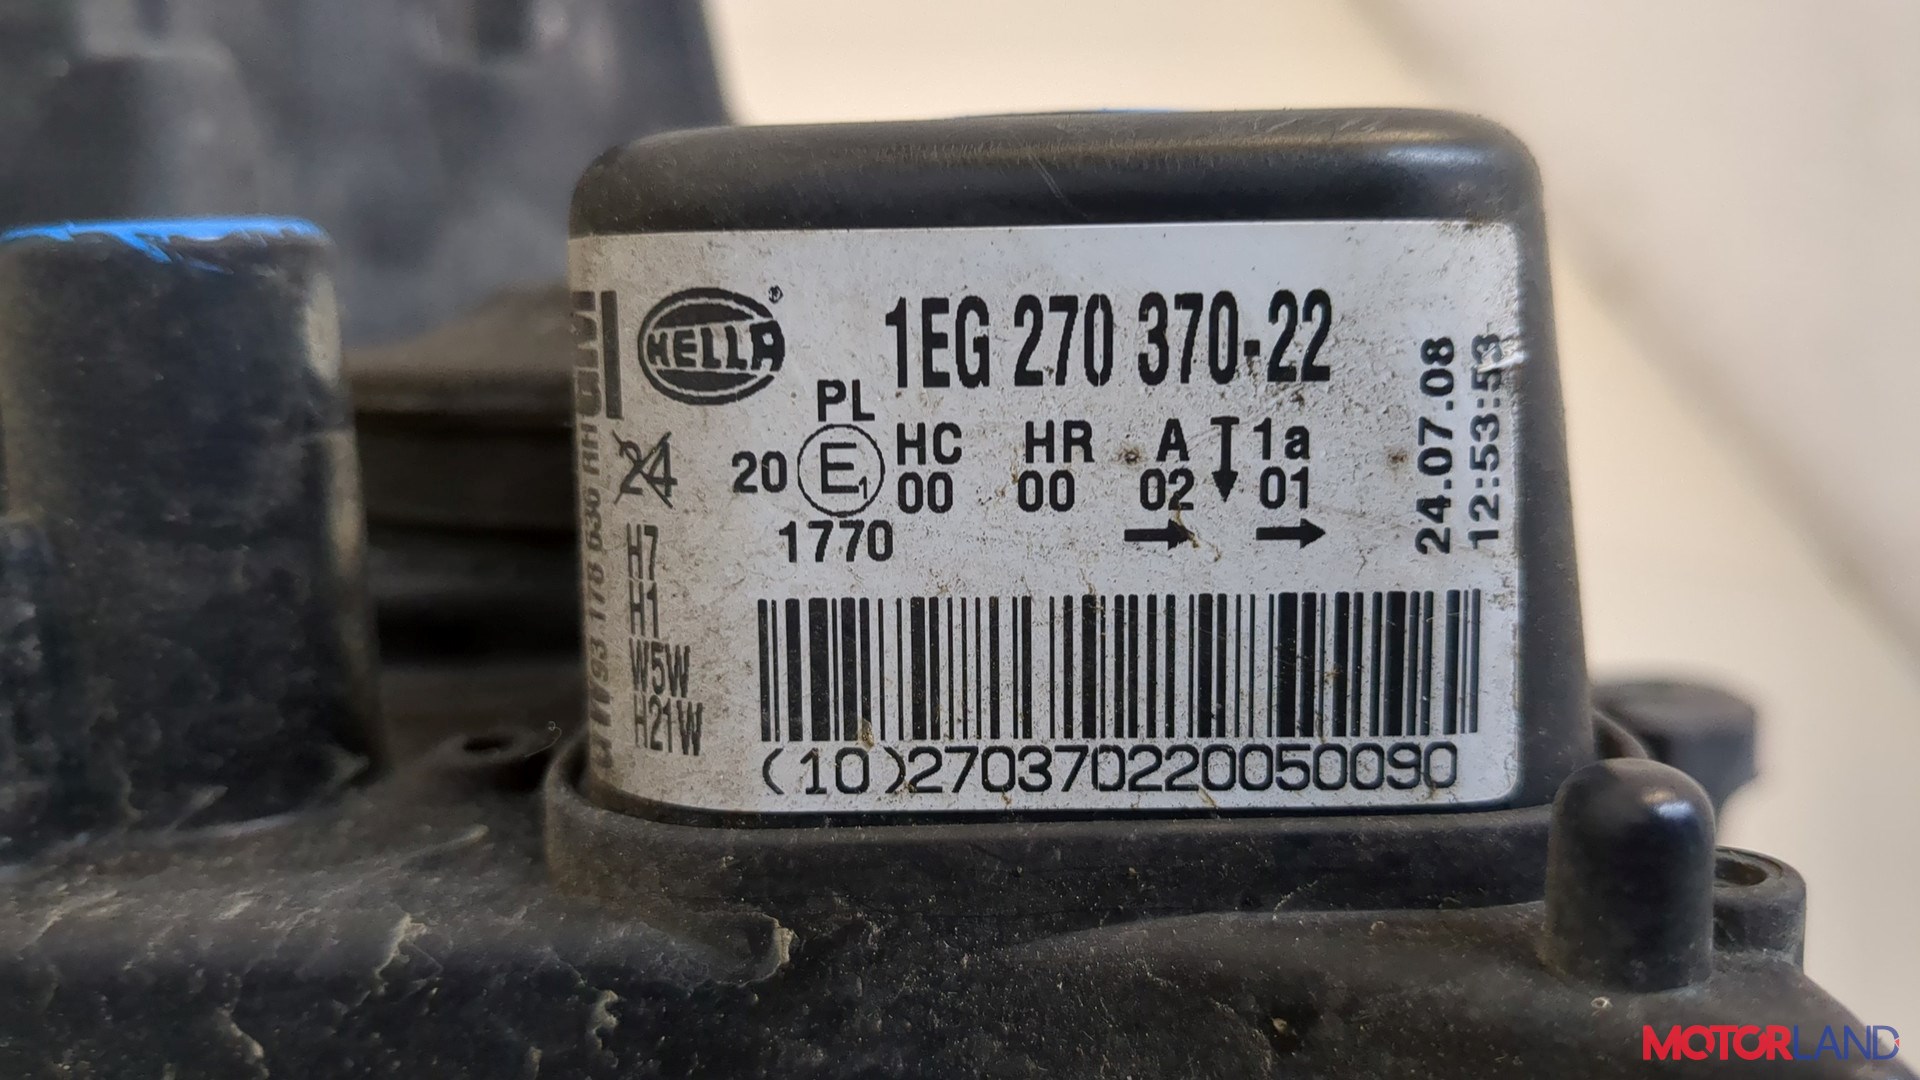 HELLA
1EG 270 370-22
PL
24
20 E1 HC HR A 1a
00 00 02 01
1770
H7
H1
W5W
H21W
24.07.08
12:53:53
(10)270370220050090
MOTORLAND